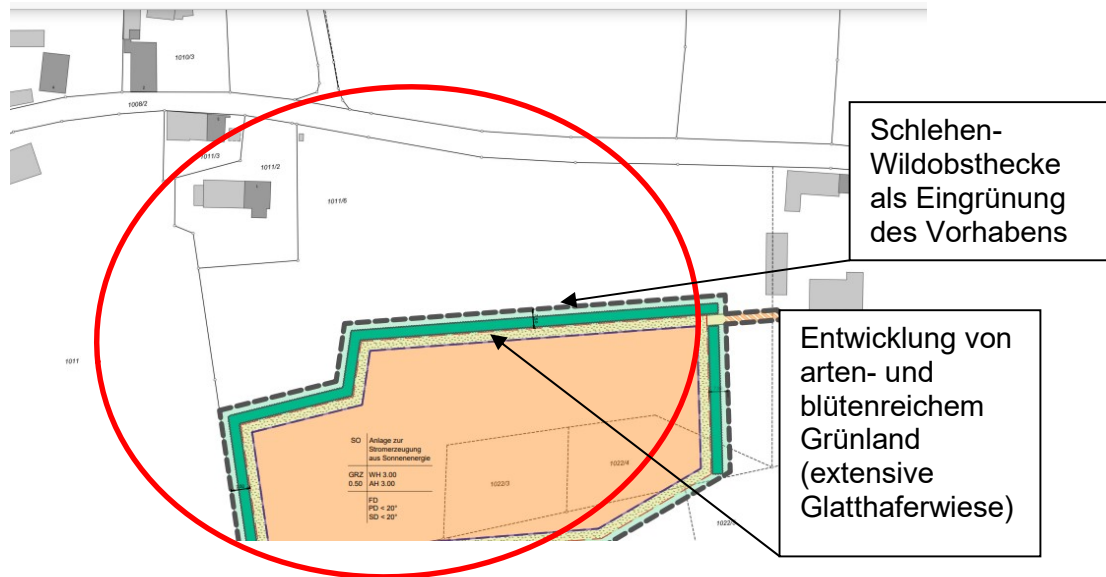 1010/3
1008/2
1011/3
1011/2
1011/6
1011
Schlehen-
Wildobsthecke
als Eingrünung
des Vorhabens
Entwicklung von
arten- und
blütenreichem
Grünland
(extensive
Glatthaferwiese)
SO Anlage zur
Stromerzeugung
aus Sonnenenergie
GRZ WH 3.00
0.50 AH 3.00
FD
PD < 20°
SD < 20°
1022/4
1022/3